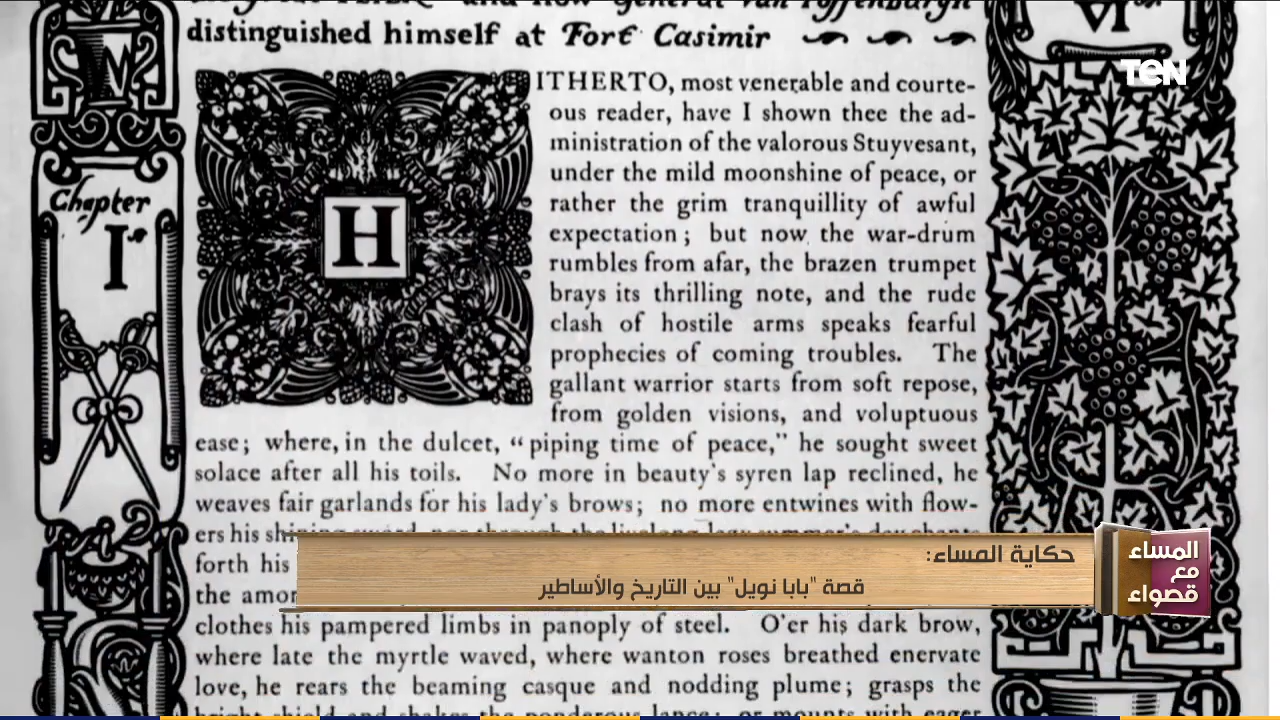 distinguished himself at Fort Casimir
TEN
Chapter
I
H
ITHERTO, most venerable and courte-
ous reader, have I shown thee the ad-
ministration of the valorous Stuyvesant,
under the mild moonshine of peace, or
rather the grim tranquillity of awful
expectation; but now the war-drum
rumbles from afar, the brazen trumpet
brays its thrilling note, and the rude
clash of hostile arms speaks fearful
prophecies of coming troubles. The
gallant warrior starts from soft repose,
from golden visions, and voluptuous
ease; where, in the dulcet, “piping time of peace,” he sought sweet
solace after all his toils. No more in beauty's syren lap reclined, he
weaves fair garlands for his lady's brows; no more entwines with flow-
ers his
forth his
the
clothes his pampered limbs in panoply of steel. O'er his dark brow,
where late the myrtle waved, where wanton roses breathed enervate
love, he rears the beaming casque and nodding plume; grasps the
حكاية المساء:
قصة "بابا نويل" بين التاريخ والأساطير
المساء
مع
قصواء